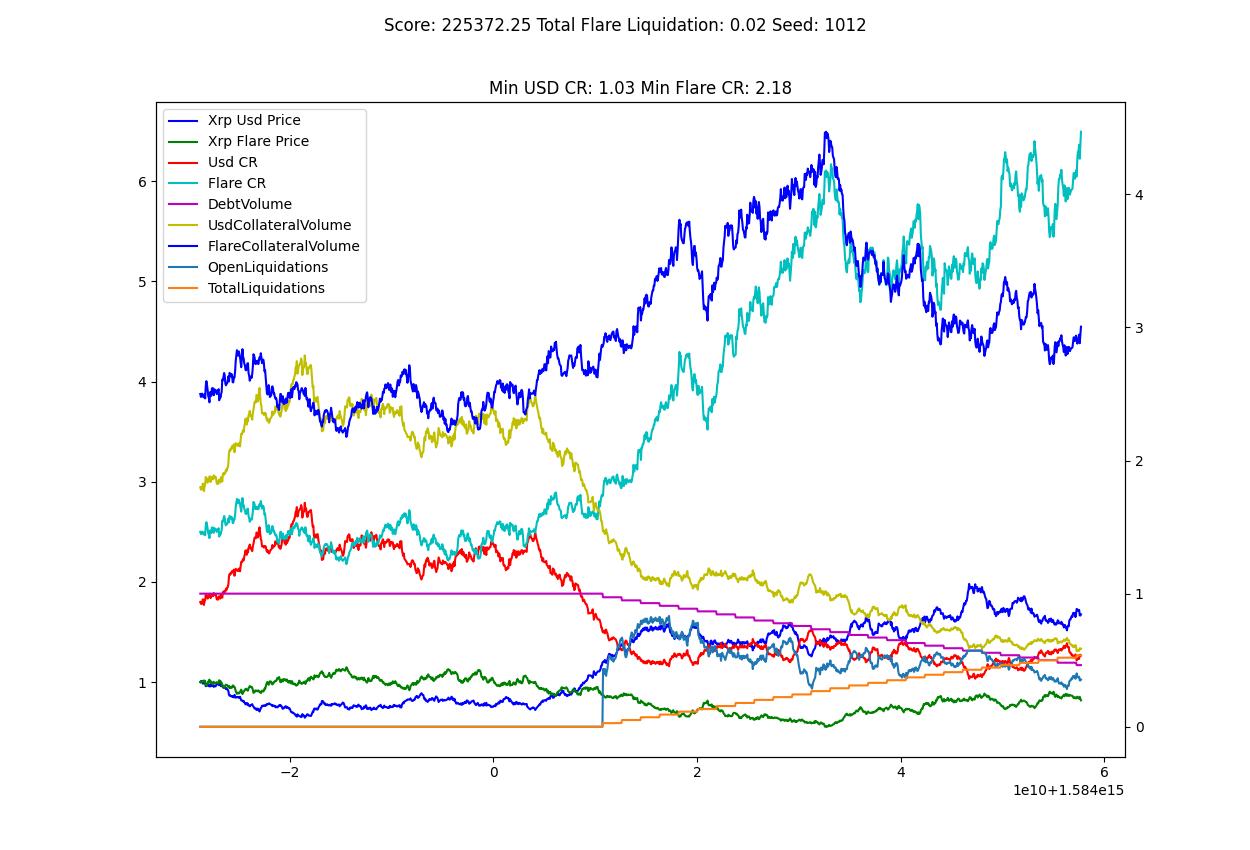 Score: 225372.25 Total Flare Liquidation: 0.02 Seed: 1012
Min USD CR: 1.03 Min Flare CR: 2.18
Xrp Usd Price
Xrp Flare Price
Usd CR
Flare CR
DebtVolume
UsdCollateralVolume
FlareCollateralVolume
OpenLiquidations
TotalLiquidations
6
5
4
3
2
1
4
3
2
1
0
−2
0
2
4
6
1e10+1.584e15